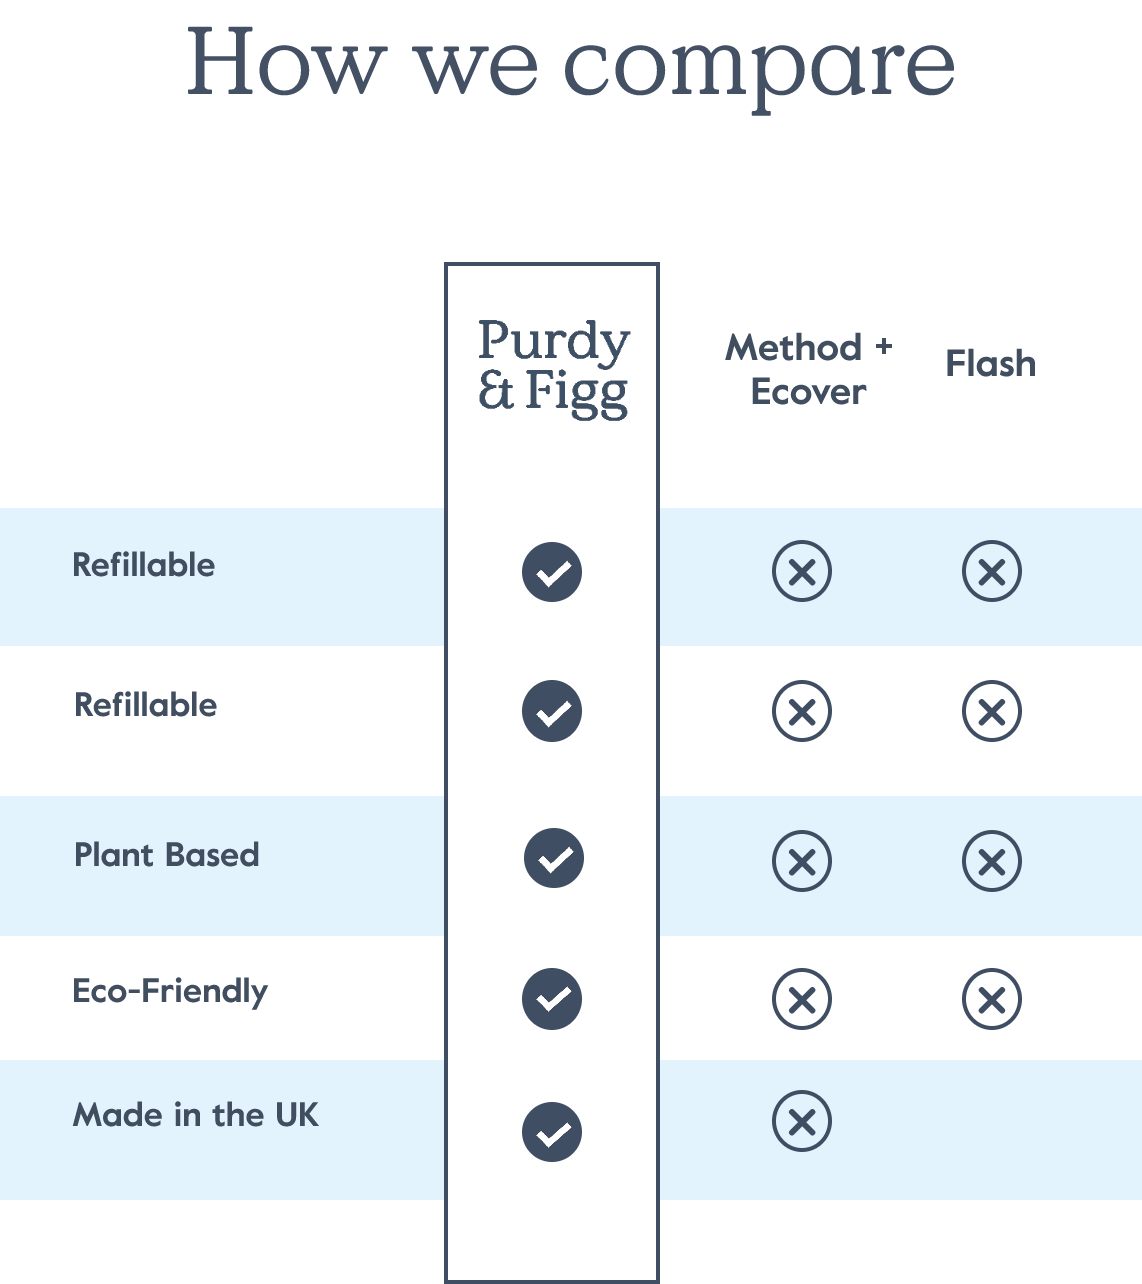 How we compare
Purdy
& Figg
Method +
Ecover
Flash
Refillable
Refillable
Plant Based
Eco-Friendly
Made in the UK